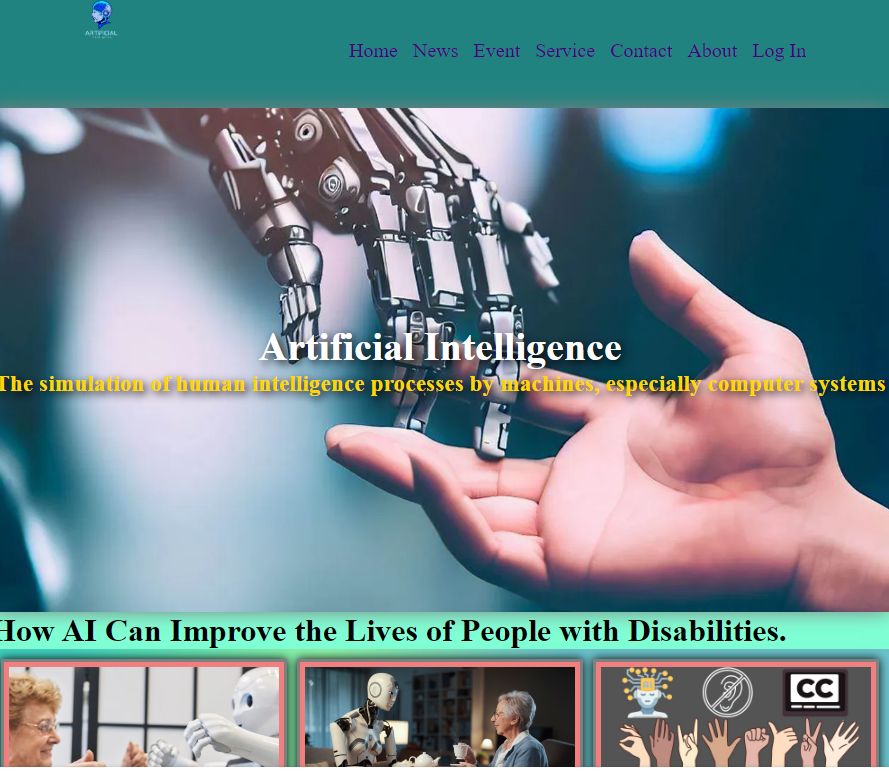 ARTIFICIAL
Home News Event Service Contact About Log In
Artificial Intelligence
The simulation of human intelligence processes by machines, especially computer systems
How AI Can Improve the Lives of People with Disabilities.
CC